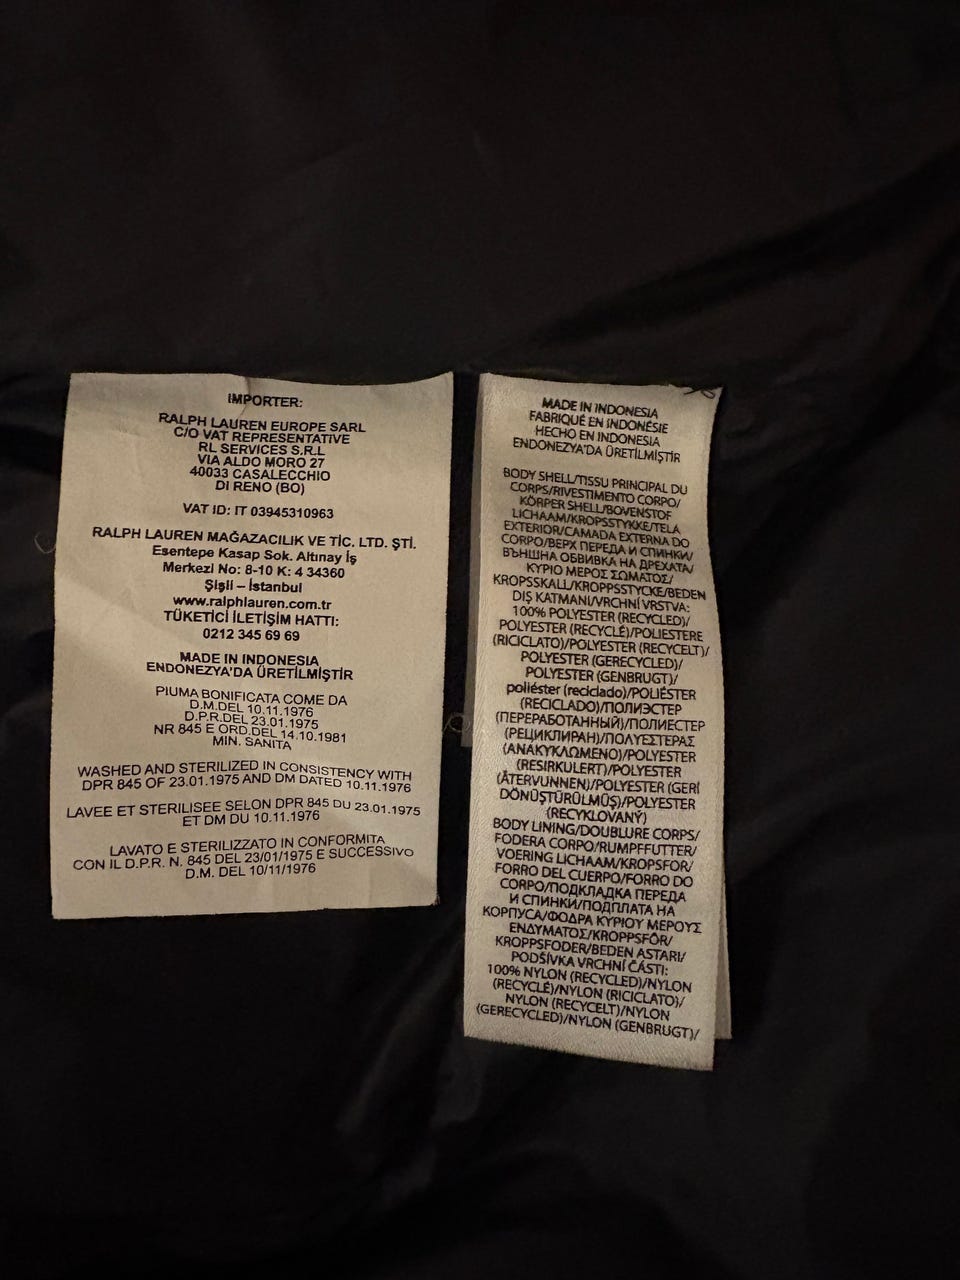 IMPORTER:
RALPH LAUREN EUROPE SARL
C/O VAT REPRESENTATIVE
RL SERVICES S.R.L
VIA ALDO MORO 27
40033 CASALECCHIO
DI RENO (BO)
VAT ID: IT 03945310963
RALPH LAUREN MAĞAZACILIK VE TİC. LTD. ŞTİ.
Esentepe Kasap Sok. Altınay İş
Merkezi No: 8-10 K: 4 34360
Şişli – İstanbul
www.ralphlauren.com.tr
TÜKETİCİ İLETİŞİM HATTI:
0212 345 69 69
MADE IN INDONESIA
ENDONEZYA'DA ÜRETİLMİŞTİR
PIUMA BONIFICATA COME DA
D.M.DEL 10.11.1976
D.P.R.DEL 23.01.1975
NR 845 E ORD.DEL 14.10.1981
MIN. SANITA
WASHED AND STERILIZED IN CONSISTENCY WITH
DPR 845 OF 23.01.1975 AND DM DATED 10.11.1976
LAVEE ET STERILISEE SELON DPR 845 DU 23.01.1975
ET DM DU 10.11.1976
LAVATO E STERILIZZATO IN CONFORMITA
CON IL D.P.R. N. 845 DEL 23/01/1975 E SUCCESSIVO
D.M. DEL 10/11/1976
MADE IN INDONESIA
FABRIQUÉ EN INDONÉSIE
HECHO EN INDONESIA
ENDONEZYA'DA ÜRETİLMİŞTİR
BODY SHELL/TISSU PRINCIPAL DU
CORPS/RIVESTIMENTO CORPO/
KÖRPER SHELL/BOVENSTOF
LICHAAM/KROPSSTYKKE/TELA
EXTERIOR/CAMADA EXTERNA DO
CORPO/ВЕРХ ПЕРЕДА И СПИНКИ/
ВЪНШНА ОБВИВКА НА ДРЕХАТА/
ΚΥΡΙΟ ΜΕΡΟΣ ΣΩΜΑΤΟΣ/
KROPSSKALL/KROPPSSTYCKE/BEDEN
DIŞ KATMANI/VRCHNÍ VRSTVA:
100% POLYESTER (RECYCLED)/
POLYESTER (RECYCLÉ)/POLIESTERE
(RICICLATO)/POLYESTER (RECYCELT)/
POLYESTER (GERECYCLED)/
POLYESTER (GENBRUGT)/
poliéster (reciclado)/POLIÉSTER
(RECICLADO)/ПОЛИЭСТЕР
(ПЕРЕРАБОТАННЫЙ)/ПОЛИЕСТЕР
(РЕЦИКЛИРАН)/ΠΟΛΥΕΣΤΕΡΑΣ
(ΑΝΑΚΥΚΛΩΜΕΝΟ)/POLYESTER
(RESIRKULERT)/POLYESTER
(ÅTERVUNNEN)/POLYESTER (GERİ
DÖNÜŞTÜRÜLMÜŞ)/POLYESTER
(RECYKLOVANÝ)
BODY LINING/DOUBLURE CORPS/
FODERA CORPO/RUMPFFUTTER/
VOERING LICHAAM/KROPSFOR/
FORRO DEL CUERPO/FORRO DO
CORPO/ПОДКЛАДКА ПЕРЕДА
И СПИНКИ/ПОДПЛАТА НА
КОРПУСА/ΦΟΔΡΑ ΚΥΡΙΟΥ ΜΕΡΟΥΣ
ΕΝΔΥΜΑΤΟΣ/KROPPSFÔR/
KROPPSFODER/BEDEN ASTARI/
PODŠÍVKA VRCHNÍ ČÁSTI:
100% NYLON (RECYCLED)/NYLON
(RECYCLÉ)/NYLON (RICICLATO)/
NYLON (RECYCELT)/NYLON
(GERECYCLED)/NYLON (GENBRUGT)/